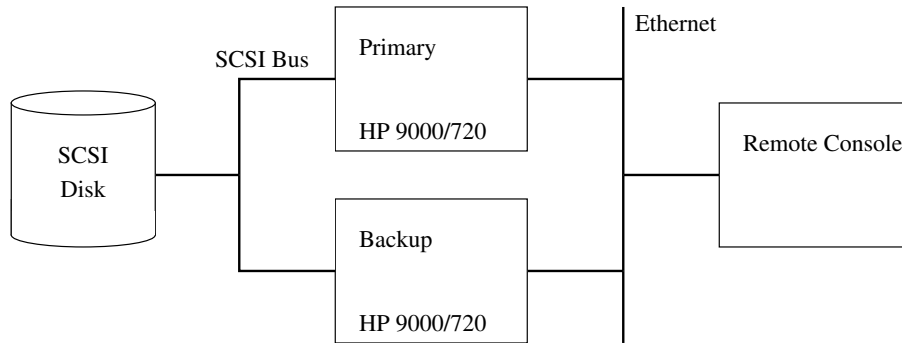 Ethernet
Primary
SCSI Bus
HP 9000/720
Remote Console
SCSI
Disk
Backup
HP 9000/720